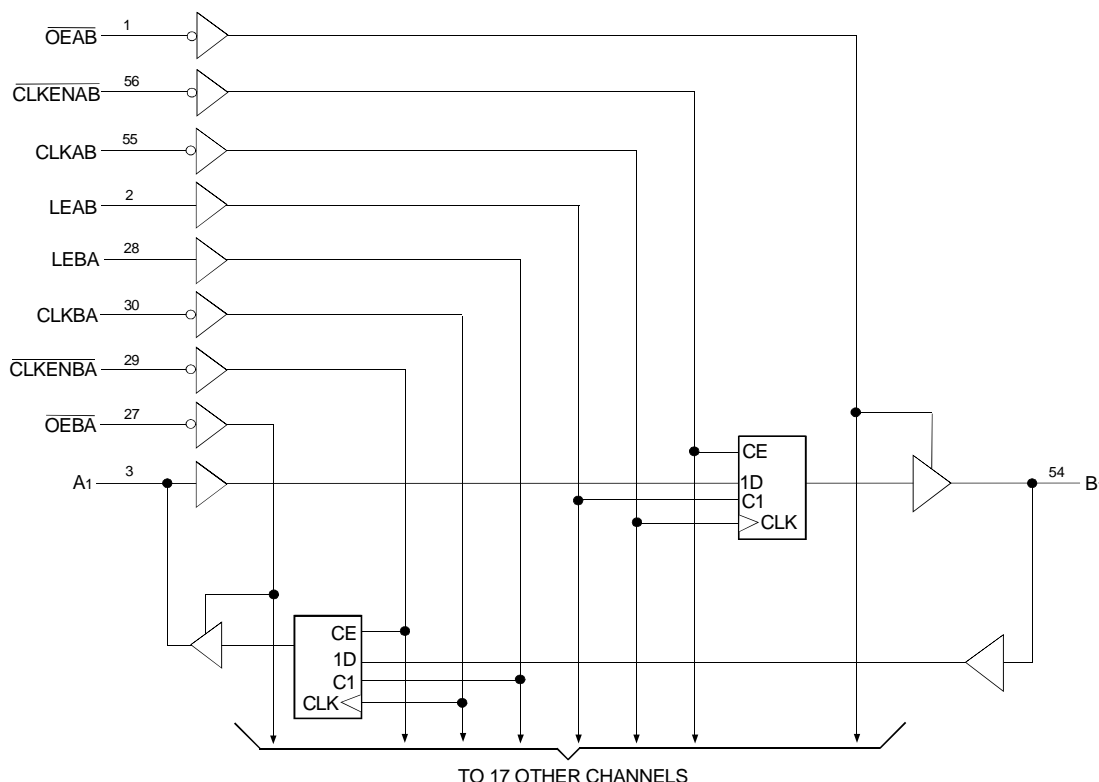 OEAB 1
CLKENAB 56
CLKAB 55
LEAB 2
LEBA 28
CLKBA 30
CLKENBA 29
OEBA 27
A1 3
CE
1D
C1
CLK
54 B
CE
1D
C1
CLK
TO 17 OTHER CHANNELS